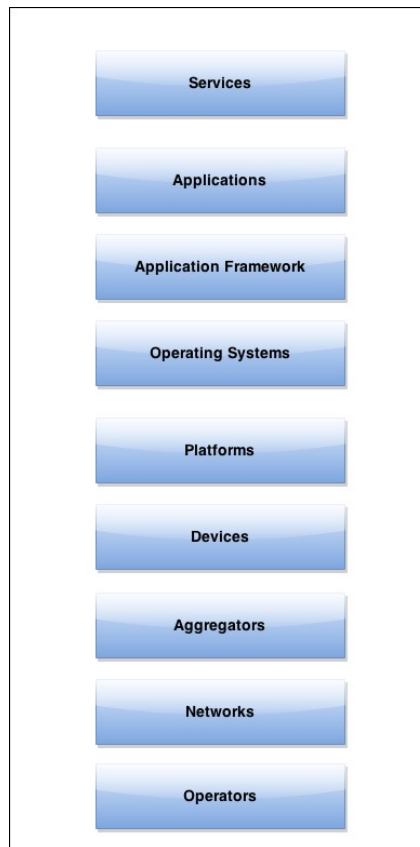 Services
Applications
Application Framework
Operating Systems
Platforms
Devices
Aggregators
Networks
Operators